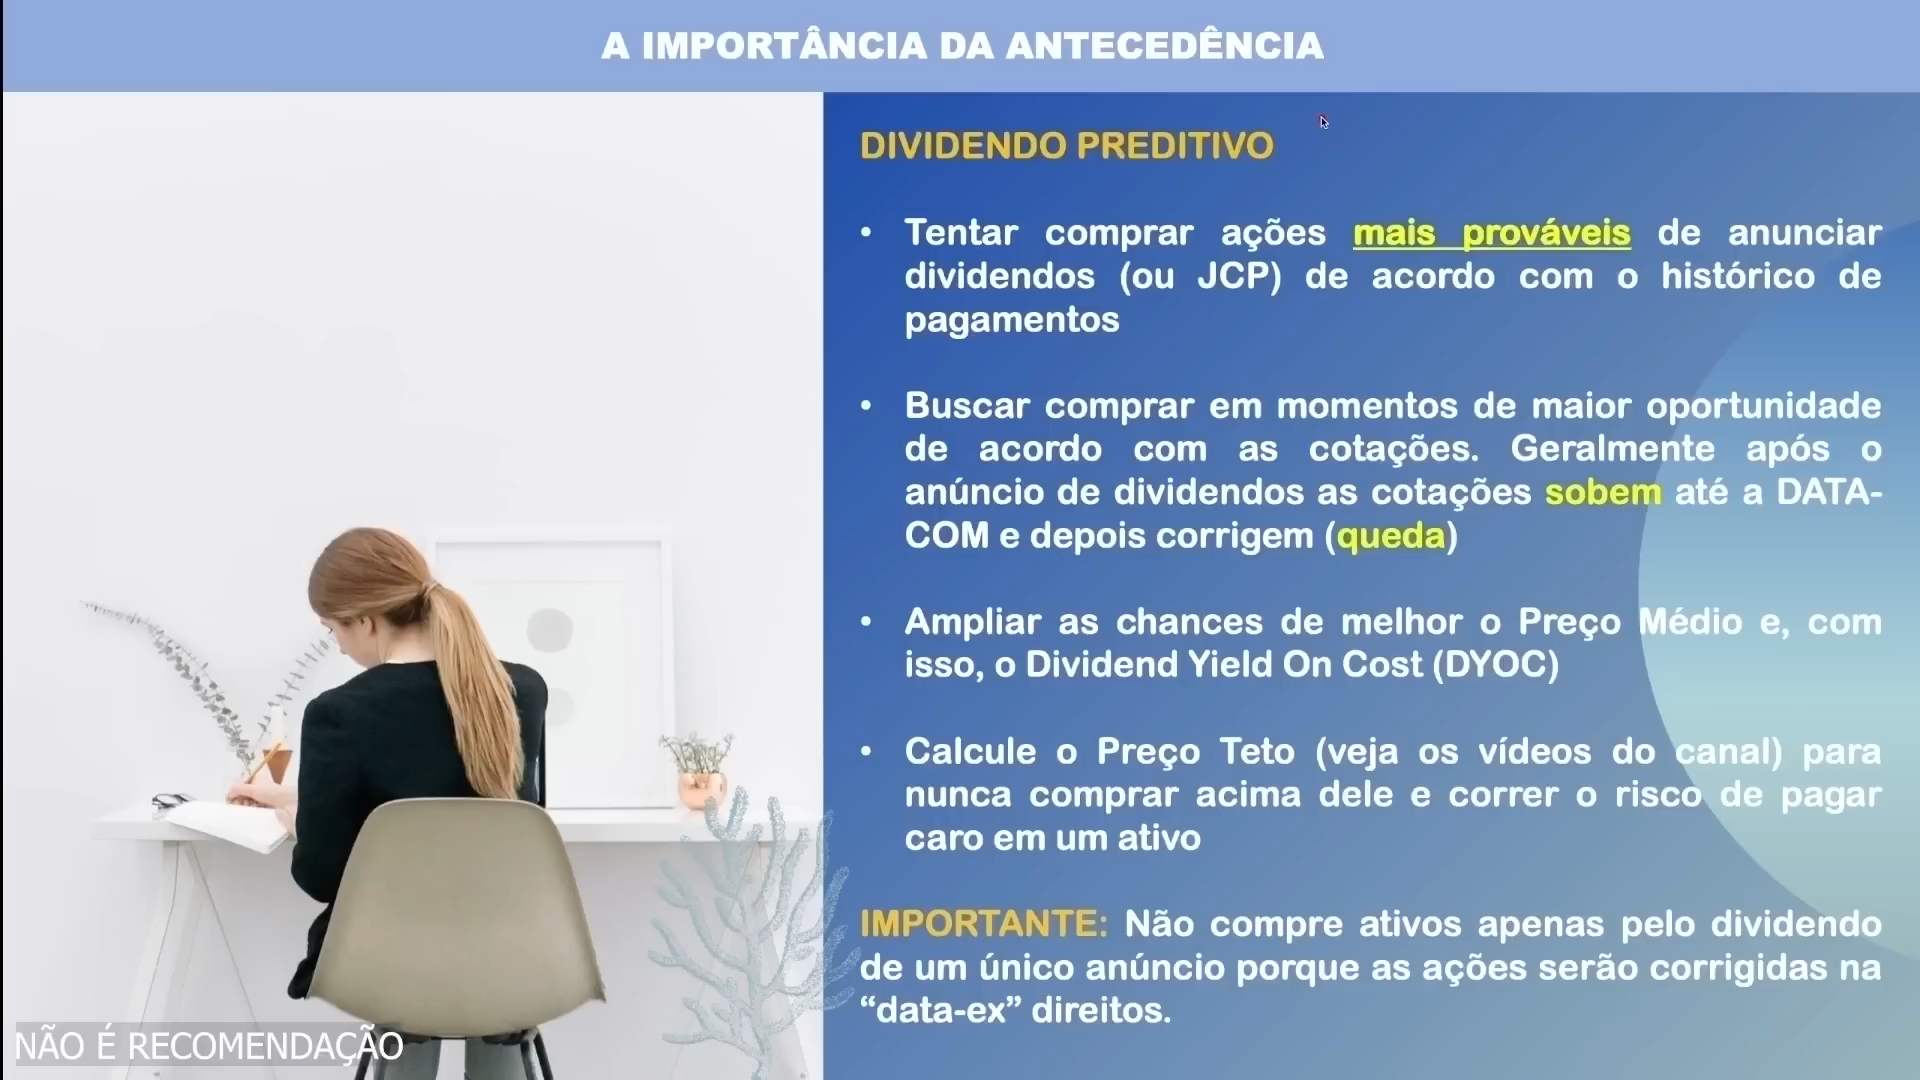 A IMPORTÂNCIA DA ANTECEDÊNCIA
DIVIDENDO PREDITIVO
• Tentar comprar ações mais prováveis de anunciar
dividendos (ou JCP) de acordo com o histórico de
pagamentos
• Buscar comprar em momentos de maior oportunidade
de acordo com as cotações. Geralmente após o
anúncio de dividendos as cotações sobem até a DATA-
COM e depois corrigem (queda)
• Ampliar as chances de melhor o Preço Médio e, com
isso, o Dividend Yield On Cost (DYOC)
• Calcule o Preço Teto (veja os vídeos do canal) para
nunca comprar acima dele e correr o risco de pagar
caro em um ativo
IMPORTANTE: Não compre ativos apenas pelo dividendo
de um único anúncio porque as ações serão corrigidas na
“data-ex” direitos.
NÃO É RECOMENDAÇÃO